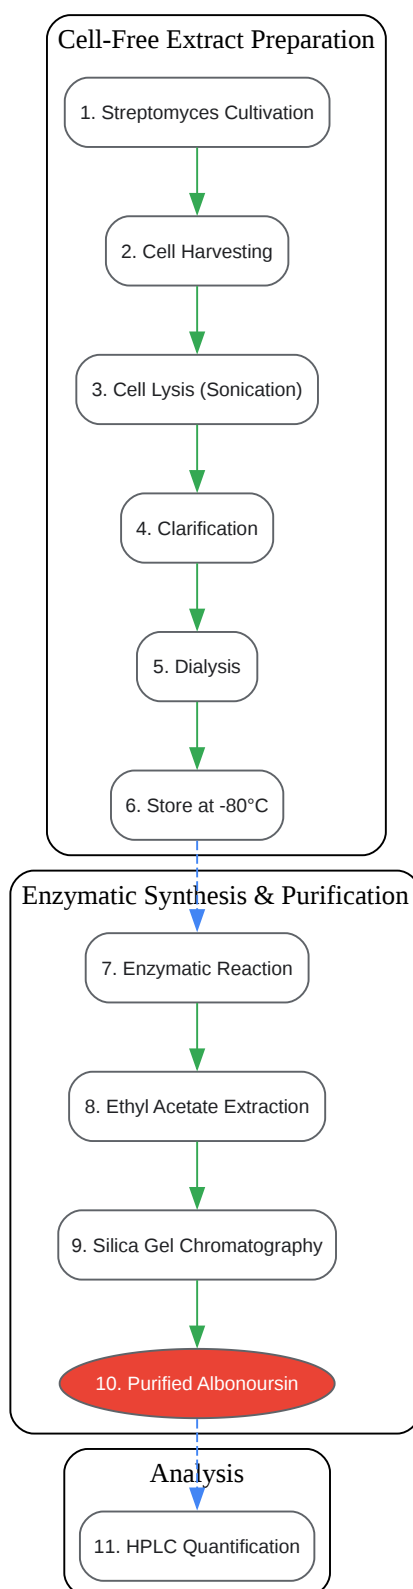 Cell-Free Extract Preparation
1. Streptomyces Cultivation
2. Cell Harvesting
3. Cell Lysis (Sonication)
4. Clarification
5. Dialysis
6. Store at -80°C
Enzymatic Synthesis & Purification
7. Enzymatic Reaction
8. Ethyl Acetate Extraction
9. Silica Gel Chromatography
10. Purified Albonoursin
Analysis
11. HPLC Quantification